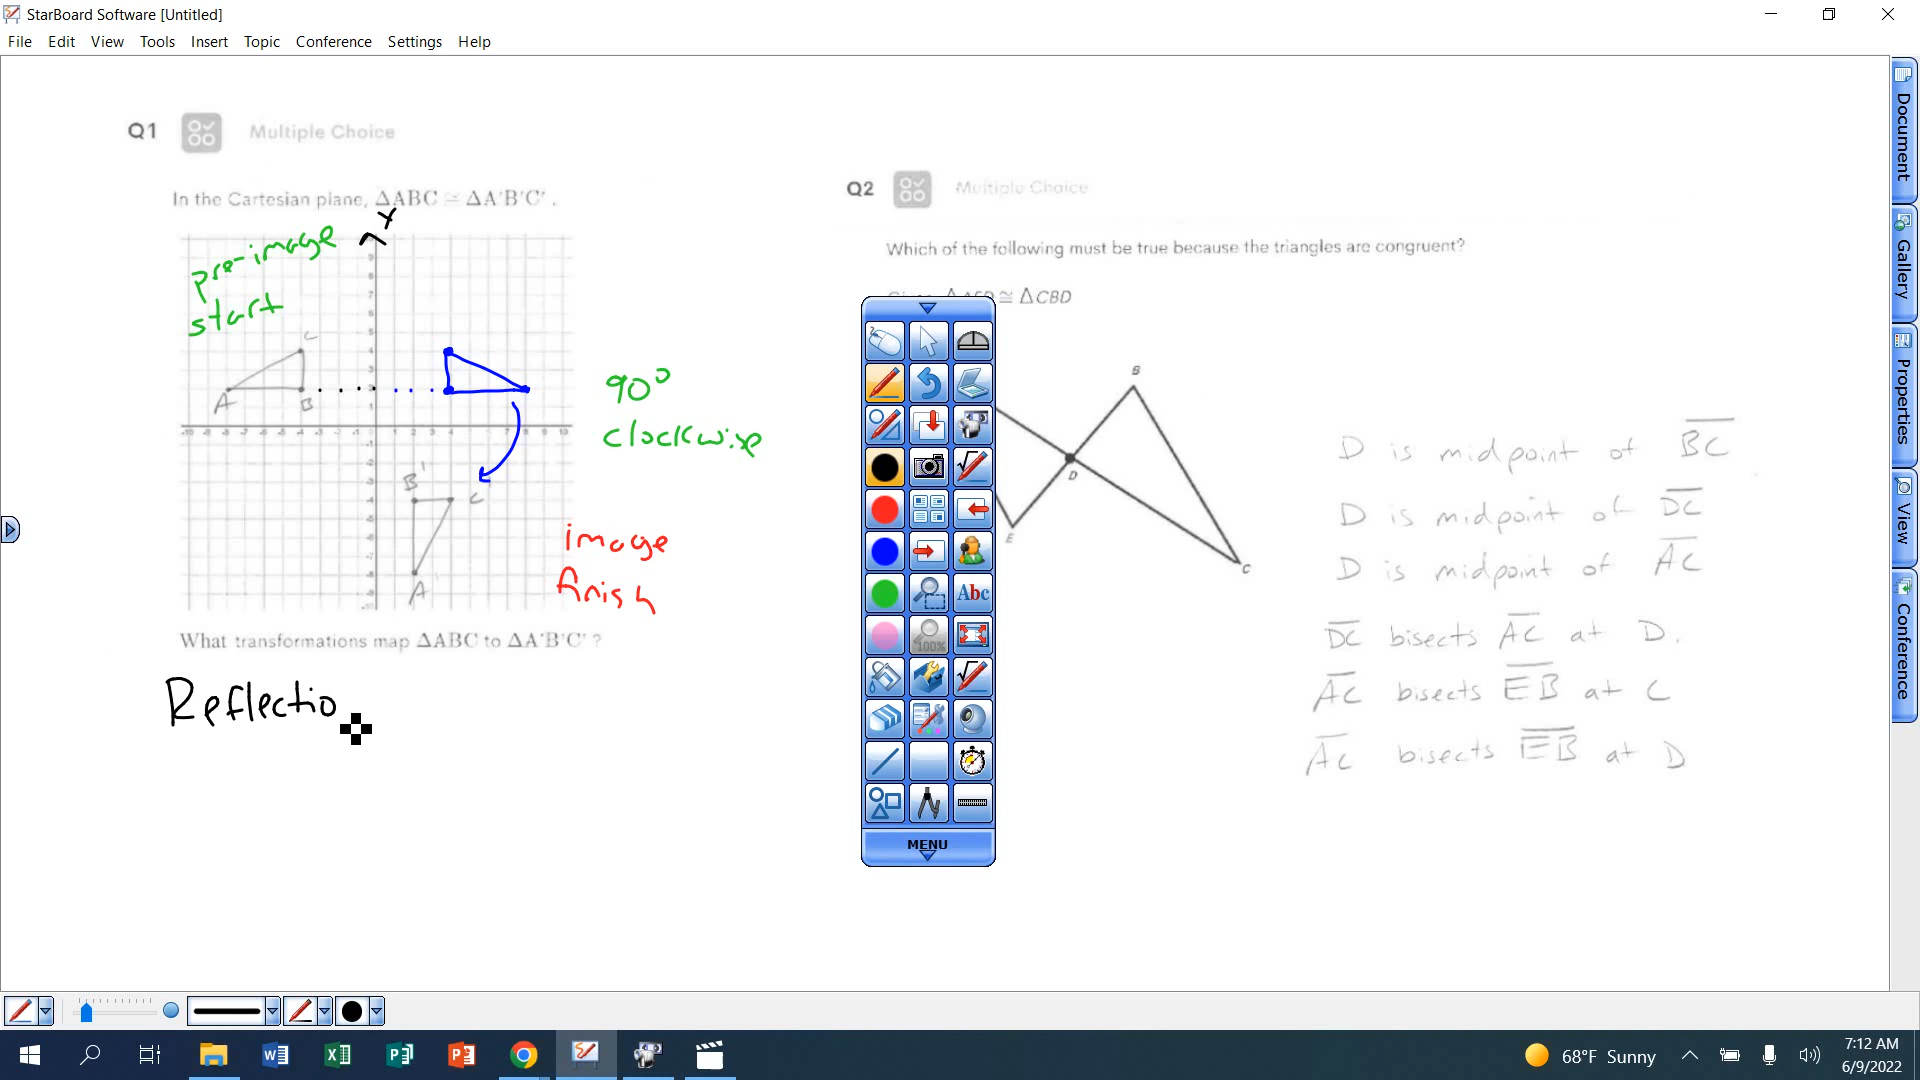 StarBoard Software [Untitled]
File Edit View Tools Insert Topic Conference Settings Help
Q1 Multiple Choice
In the Cartesian plane, ΔABC ≅ ΔA'B'C' .
Y
pre-image
start
C
A
B
90°
clockwise
B'
C
A'
image
finish
What transformations map ΔABC to ΔA'B'C' ?
Reflectio
Q2 Multiple Choice
Which of the following must be true because the triangles are congruent?
≅ ΔCBD
B
D
E
C
D is midpoint of BC
D is midpoint of DC
D is midpoint of AC
DC bisects AC at D.
AC bisects EB at C
AC bisects EB at D
Abc
100%
MENU
Document
Gallery
Properties
View
Conference
68°F Sunny
7:12 AM
6/9/2022